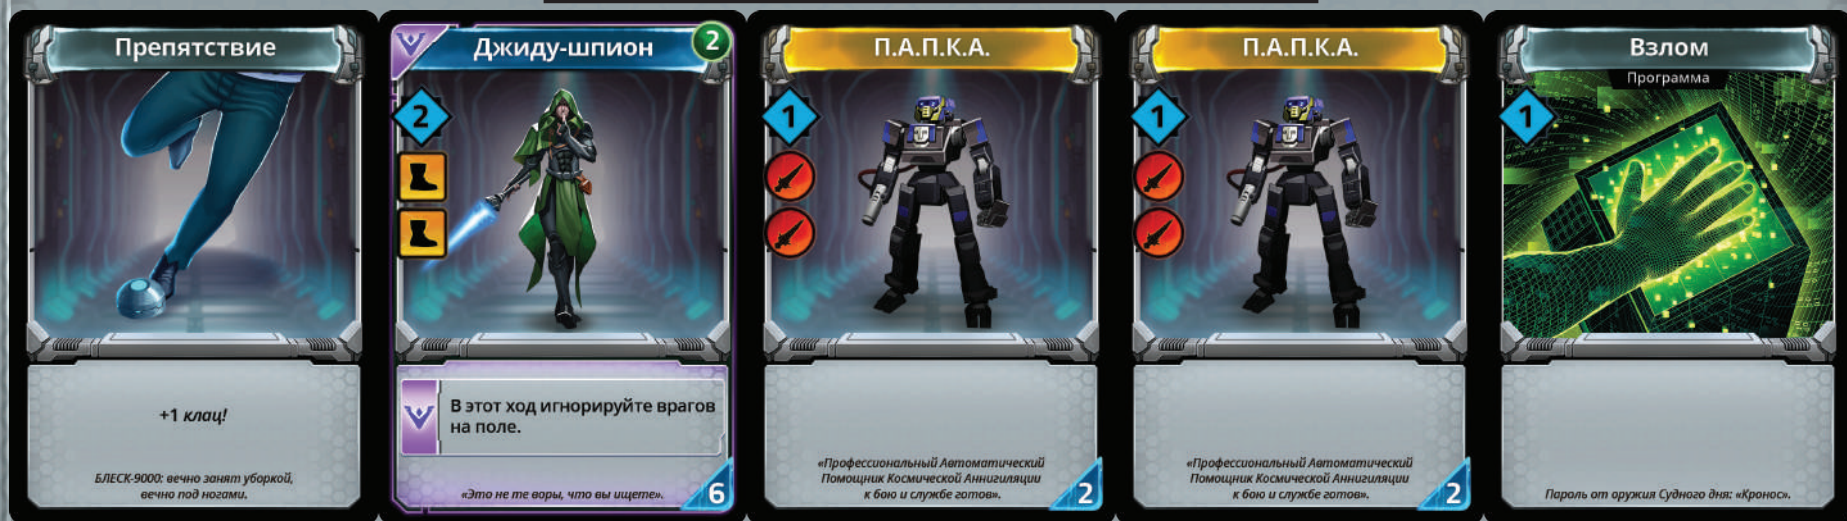 Препятствие
+1 клац!
БЛЕСК-9000: вечно занят уборкой,
вечно под ногами.
Джиду-шпион
2
2
В этот ход игнорируйте врагов
на поле.
«Это не те воры, что вы ищете».
6
П.А.П.К.А.
1
«Профессиональный Автоматический
Помощник Космической Аннигиляции
к бою и службе готов».
2
П.А.П.К.А.
1
«Профессиональный Автоматический
Помощник Космической Аннигиляции
к бою и службе готов».
2
Взлом
Программа
1
Пароль от оружия Судного дня: «Кронос».